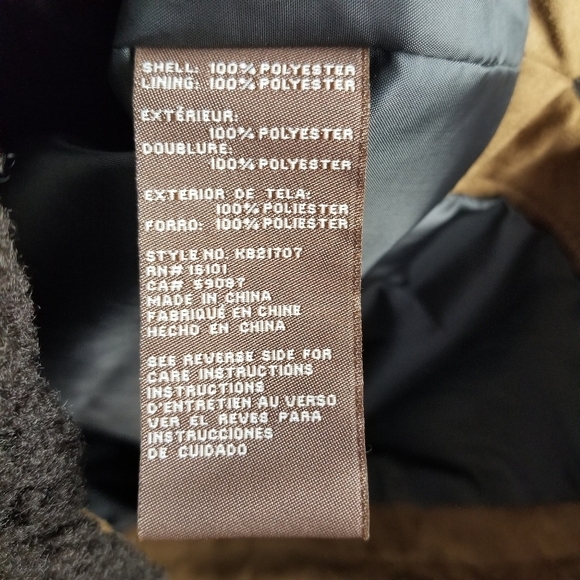 SHELL: 100% POLYESTER
LINING: 100% POLYESTER
EXTÉRIEUR:
100% POLYESTER
DOUBLURE:
100% POLYESTER
EXTERIOR DE TELA:
100% POLIESTER
FORRO: 100% POLIESTER
STYLE NO. KB21707
RN# 15101
CA# 59087
MADE IN CHINA
FABRIQUÉ EN CHINE
HECHO EN CHINA
SEE REVERSE SIDE FOR
CARE INSTRUCTIONS
INSTRUCTIONS
D'ENTRETIEN AU VERSO
VER EL REVES PARA
INSTRUCCIONES
DE CUIDADO